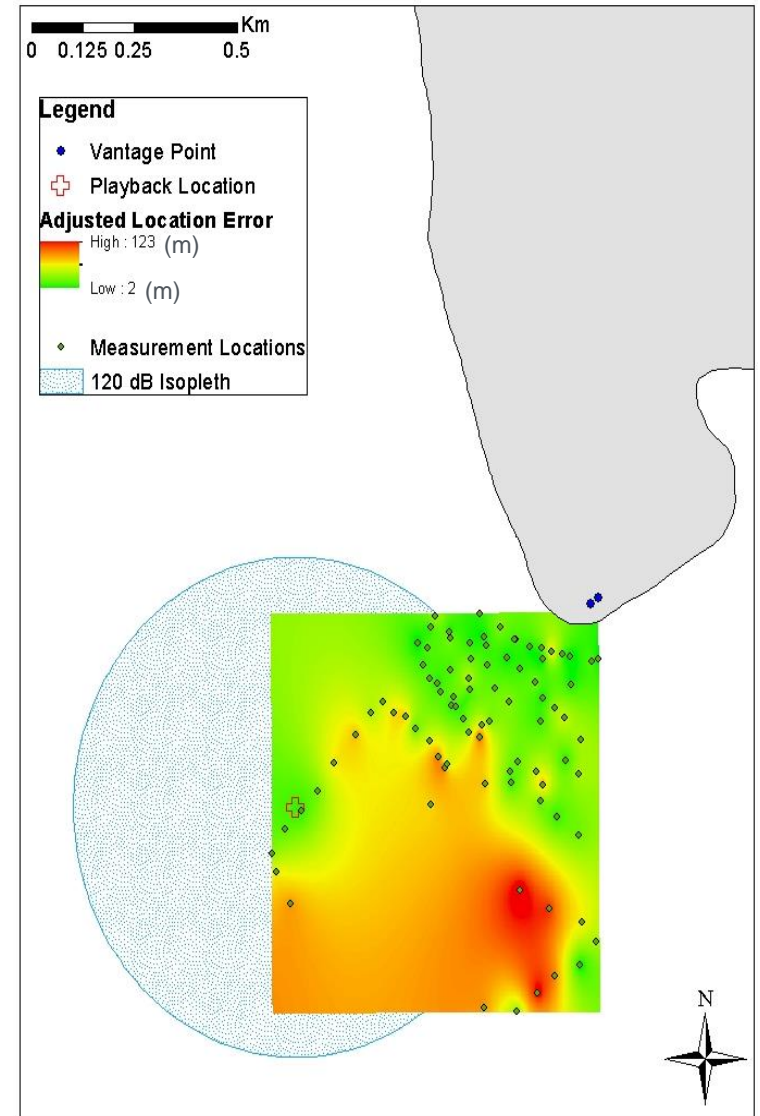 Km
0 0.125 0.25 0.5
Legend
Vantage Point
Playback Location
Adjusted Location Error
High : 123 (m)
Low : 2 (m)
Measurement Locations
120 dB Isopleth
N